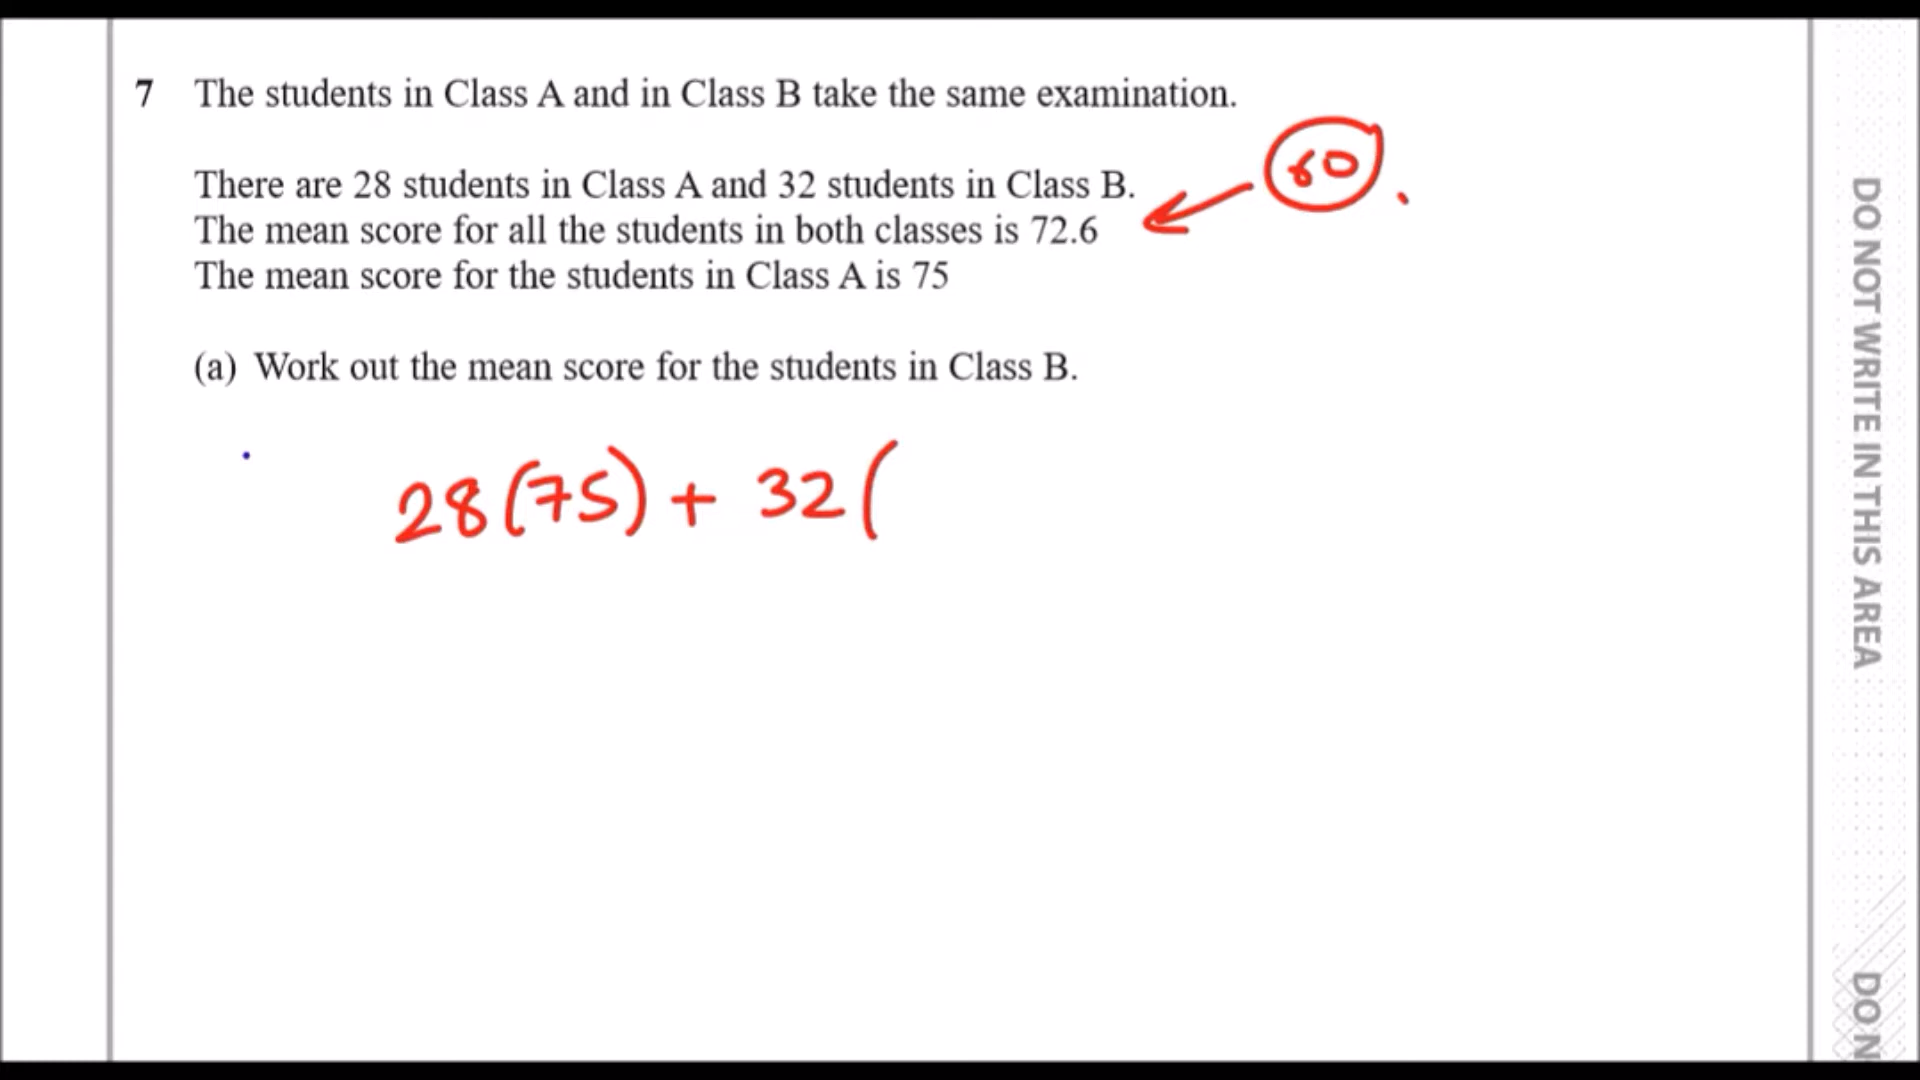 7 The students in Class A and in Class B take the same examination.
60
There are 28 students in Class A and 32 students in Class B.
The mean score for all the students in both classes is 72.6
The mean score for the students in Class A is 75
(a) Work out the mean score for the students in Class B.
28(75) + 32(
DO NOT WRITE IN THIS AREA
DO N